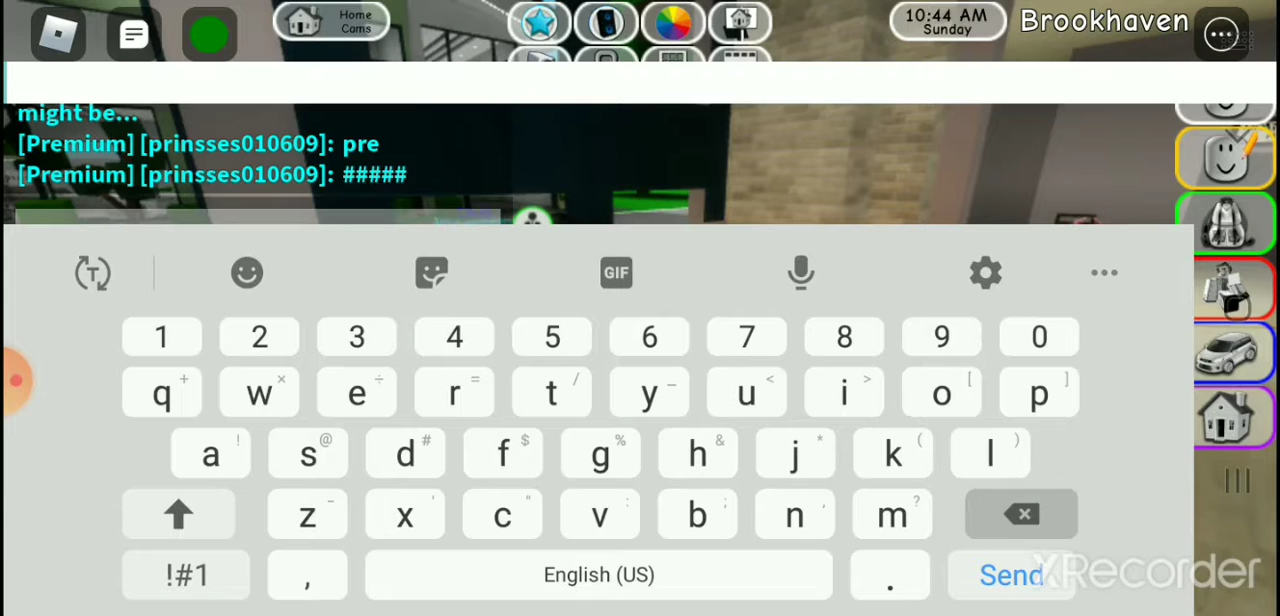 Home
Cams
10:44 AM
Sunday
Brookhaven
might be...
[Premium] [prinsses010609]: pre
[Premium] [prinsses010609]: #####
T
GIF
1 2 3 4 5 6 7 8 9 0
q + w × e ÷ r = t / y _ u < i > o [ p ]
a ! s @ d # f $ g % h & j * k ( l )
z - x ' c " v : b ; n , m ?
!#1 , English (US) . Send
XRecorder